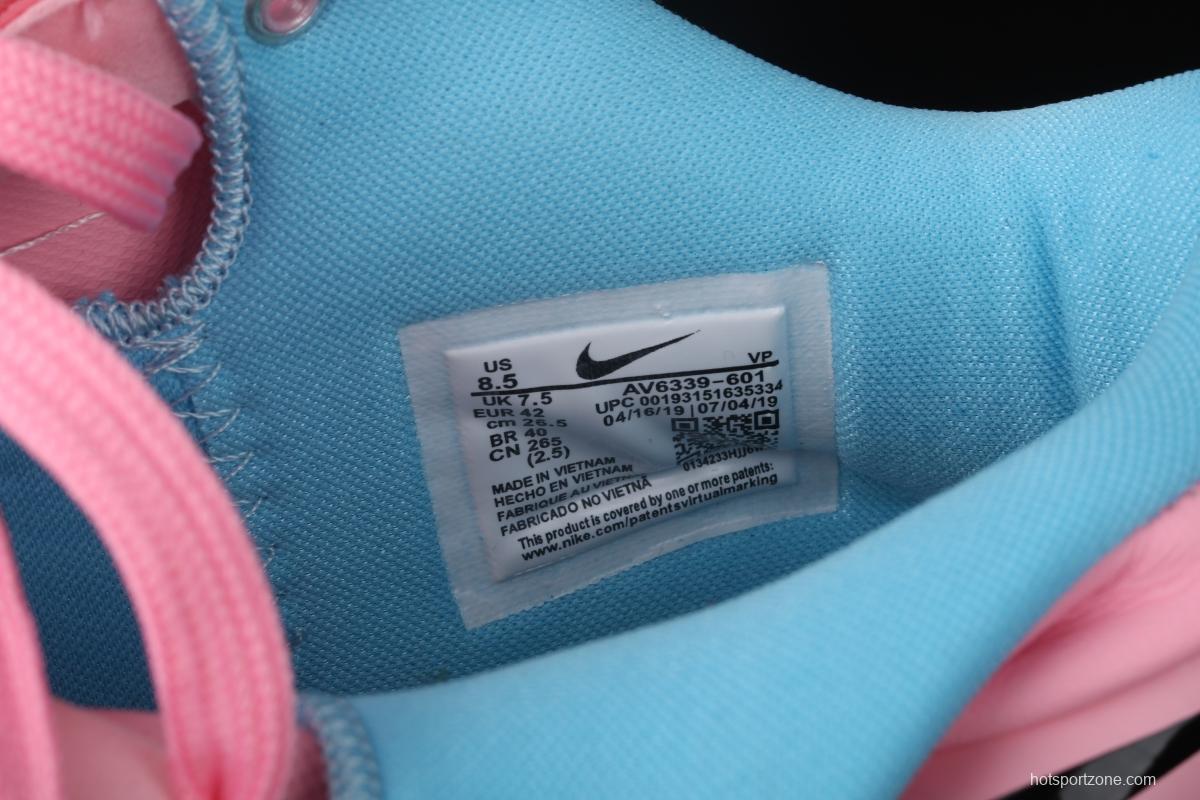 US
8.5
VP
UK 7.5
AV6339-601
EUR 42
UPC 00193151635334
cm 26.5
04/16/19 | 07/04/19
BR 40
CN 265
(2.5)
MADE IN VIETNAM
HECHO EN VIETNAM
FABRIQUE AU
FABRICADO NO VIETNÃ
This product is covered by one or more patents:
www.nike.com/patentsvirtualmarking
hotsportzone.com